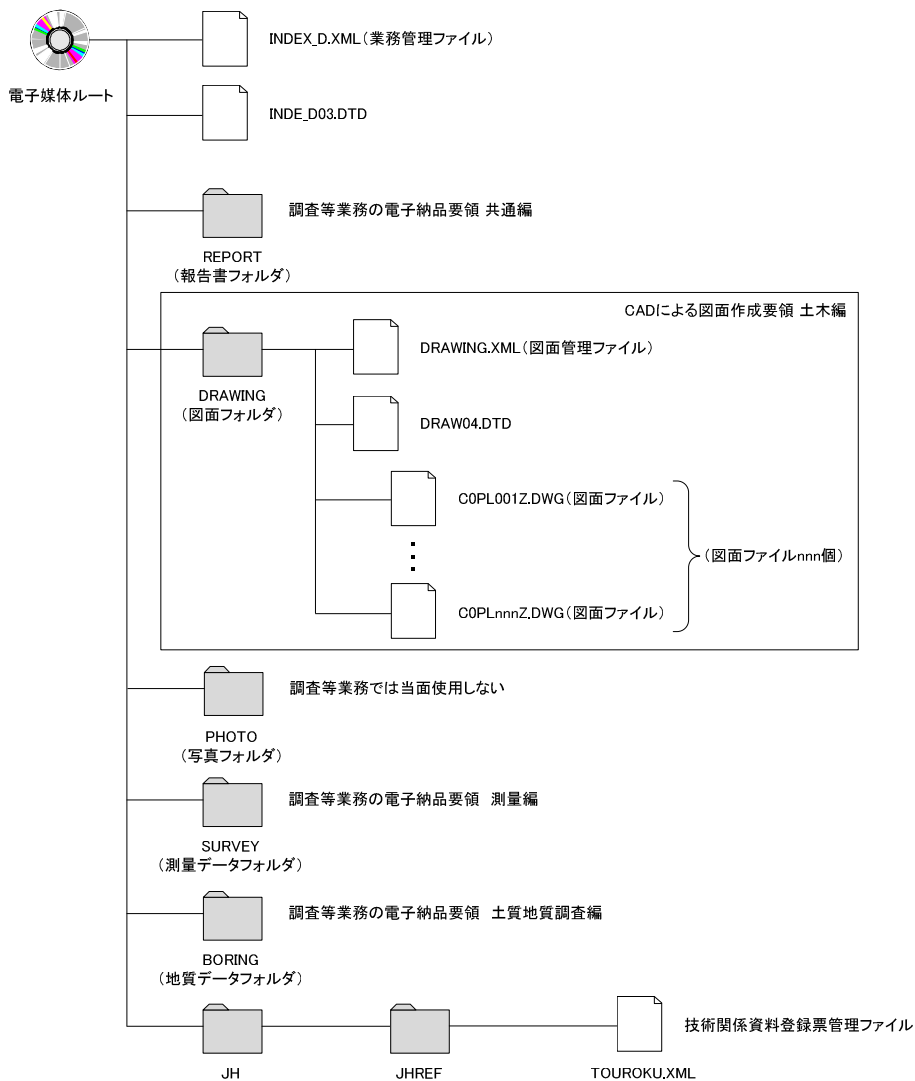 INDEX_D.XML(業務管理ファイル)
電子媒体ルート
INDE_D03.DTD
調査等業務の電子納品要領 共通編
REPORT
(報告書フォルダ)
CADによる図面作成要領 土木編
DRAWING.XML(図面管理ファイル)
DRAWING
(図面フォルダ)
DRAW04.DTD
C0PL001Z.DWG(図面ファイル)
(図面ファイルnnn個)
C0PLnnnZ.DWG(図面ファイル)
調査等業務では当面使用しない
PHOTO
(写真フォルダ)
調査等業務の電子納品要領 測量編
SURVEY
(測量データフォルダ)
調査等業務の電子納品要領 土質地質調査編
BORING
(地質データフォルダ)
技術関係資料登録票管理ファイル
JH
JHREF
TOUROKU.XML